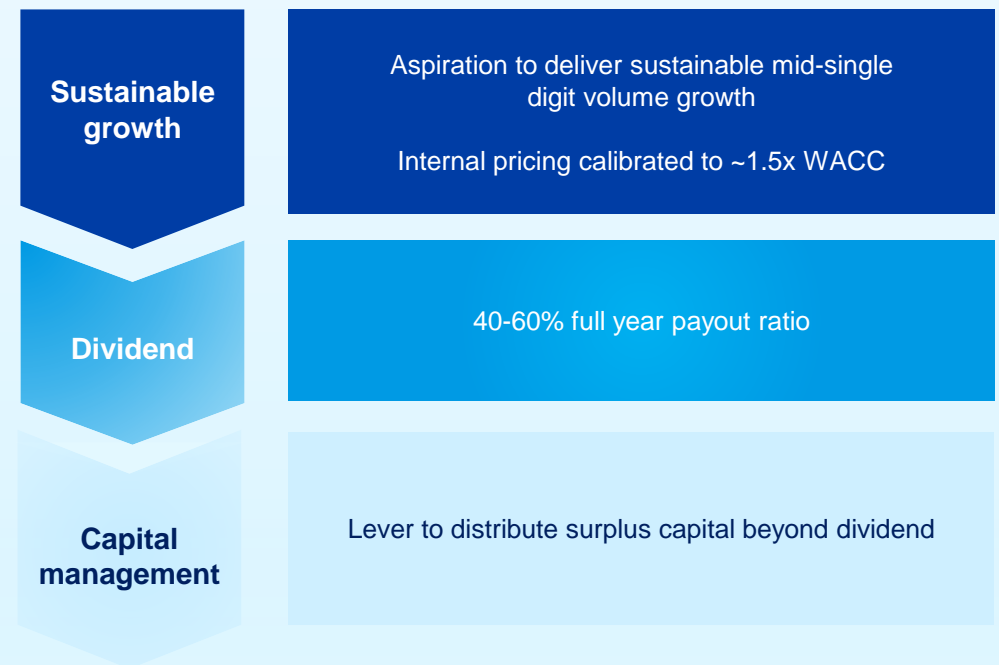 Sustainable
growth
Aspiration to deliver sustainable mid-single
digit volume growth
Internal pricing calibrated to ~1.5x WACC
Dividend
40-60% full year payout ratio
Capital
management
Lever to distribute surplus capital beyond dividend